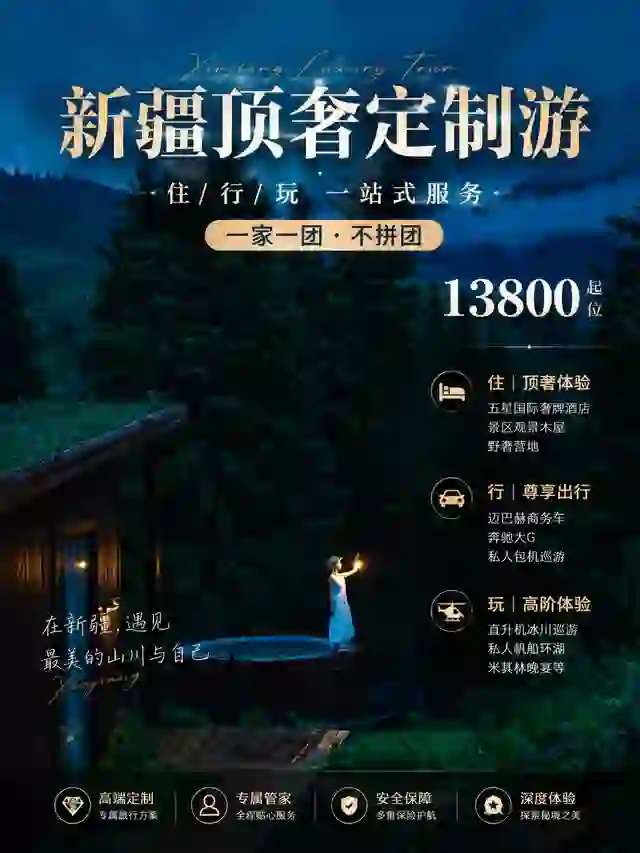 Xinjiang Luxury Tour
新疆顶奢定制游
住/行/玩 一站式服务
一家一团·不拼团
13800起位
住|顶奢体验
五星国际奢牌酒店
景区观景木屋
野奢营地
行|尊享出行
迈巴赫商务车
奔驰大G
私人包机巡游
玩|高阶体验
直升机冰川巡游
私人帆船环湖
米其林晚宴等
在新疆,遇见
最美的山川与自己
Xinjiang
高端定制
专属旅行方案
专属管家
全程贴心服务
安全保障
多重保险护航
深度体验
探索秘境之美